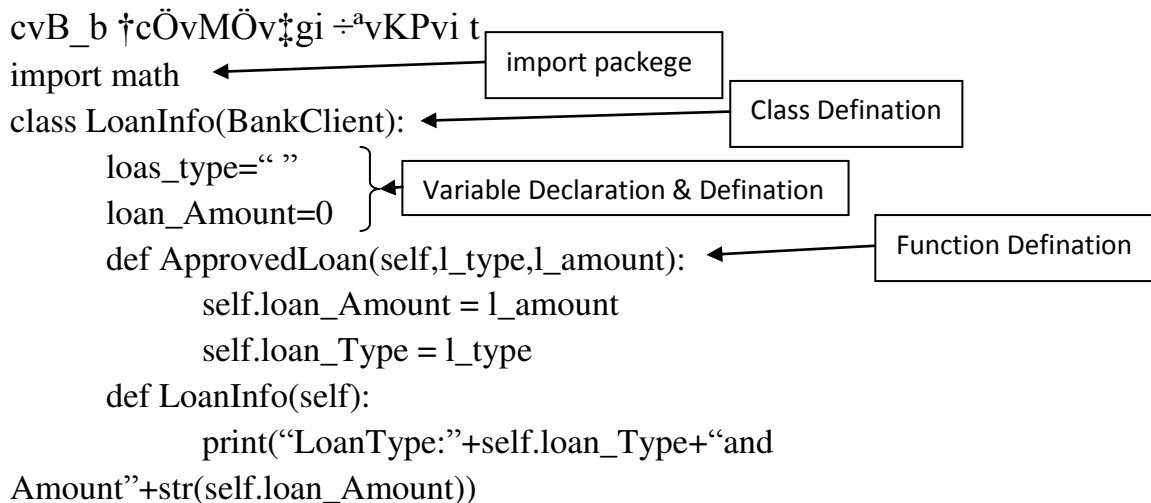 cvB_b †cÖvMÖv‡gi ÷ªvKPvi t
import math
import packege
class LoanInfo(BankClient):
Class Defination
loas_type=“ ”
loan_Amount=0
Variable Declaration & Defination
def ApprovedLoan(self,l_type,l_amount):
Function Defination
self.loan_Amount = l_amount
self.loan_Type = l_type
def LoanInfo(self):
print(“LoanType:”+self.loan_Type+“and
Amount”+str(self.loan_Amount))